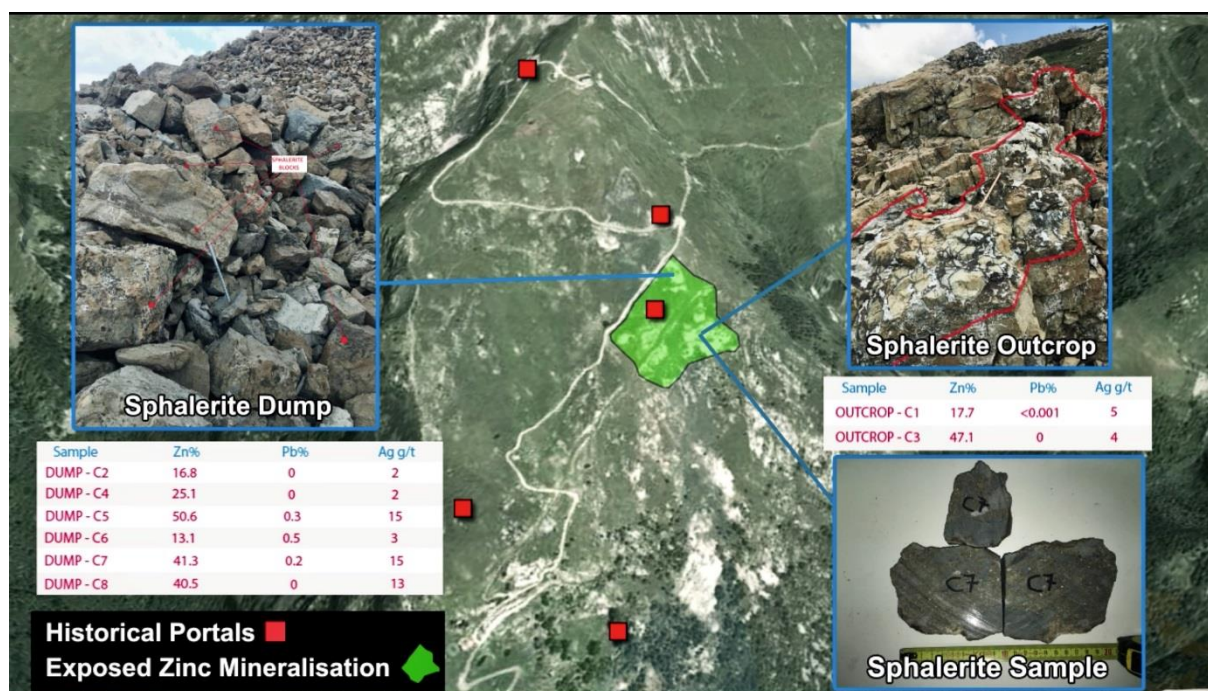 SPHALERITE
BLOCKS
Sphalerite Dump
Sample Zn% Pb% Ag g/t
DUMP - C2 16.8 0 2
DUMP - C4 25.1 0 2
DUMP - C5 50.6 0.3 15
DUMP - C6 13.1 0.5 3
DUMP - C7 41.3 0.2 15
DUMP - C8 40.5 0 13
Historical Portals
Exposed Zinc Mineralisation
Sphalerite Outcrop
Sample Zn% Pb% Ag g/t
OUTCROP - C1 17.7 <0.001 5
OUTCROP - C3 47.1 0 4
C7
C7 C7
Sphalerite Sample